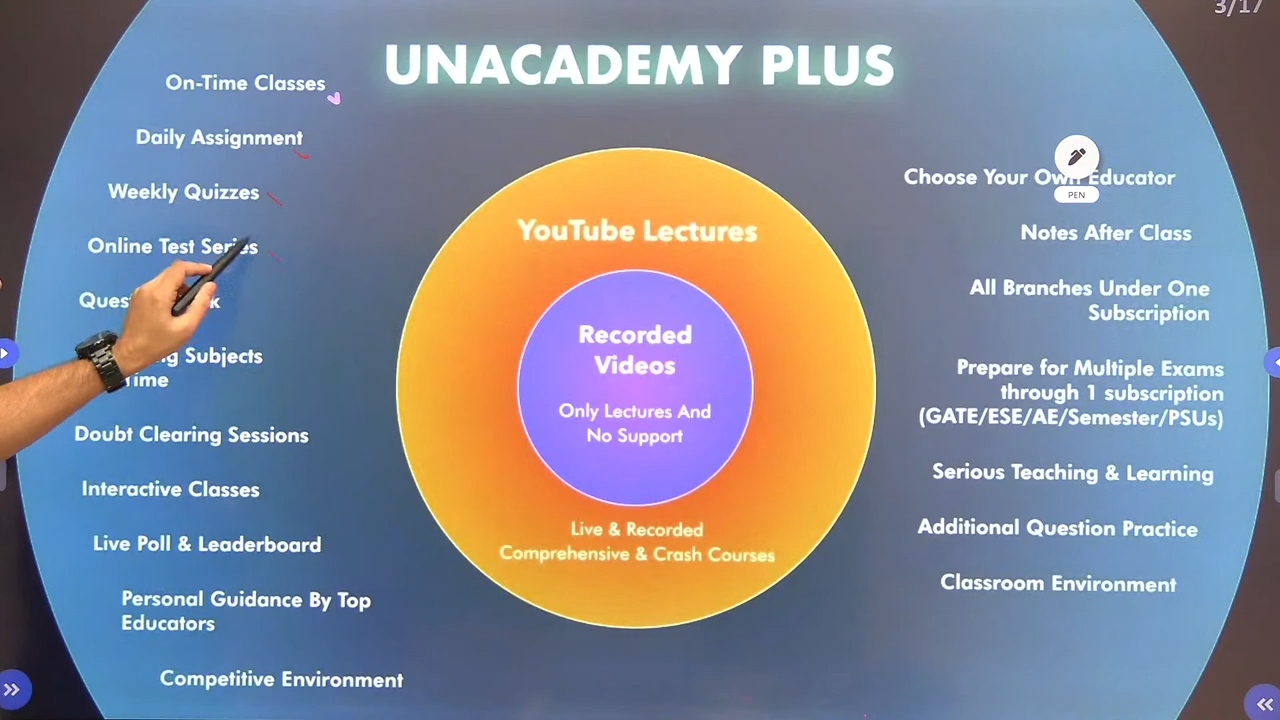 3/17
UNACADEMY PLUS
On-Time Classes
Daily Assignment
Weekly Quizzes
Online Test Series
Ques k
g Subjects
ime
Doubt Clearing Sessions
Interactive Classes
Live Poll & Leaderboard
Personal Guidance By Top
Educators
Competitive Environment
YouTube Lectures
Recorded
Videos
Only Lectures And
No Support
Live & Recorded
Comprehensive & Crash Courses
PEN
Choose Your Own Educator
Notes After Class
All Branches Under One
Subscription
Prepare for Multiple Exams
through 1 subscription
(GATE/ESE/AE/Semester/PSUs)
Serious Teaching & Learning
Additional Question Practice
Classroom Environment